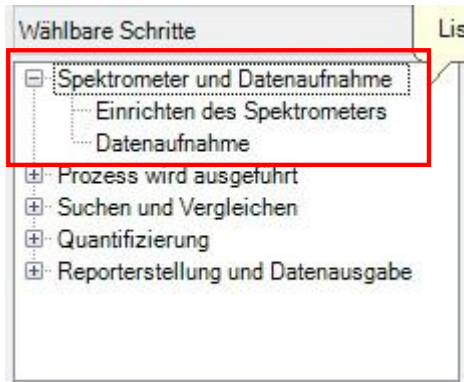 Wählbare Schritte
Lis
Spektrometer und Datenaufnahme
Einrichten des Spektrometers
Datenaufnahme
Prozess wird ausgeführt
Suchen und Vergleichen
Quantifizierung
Reporterstellung und Datenausgabe